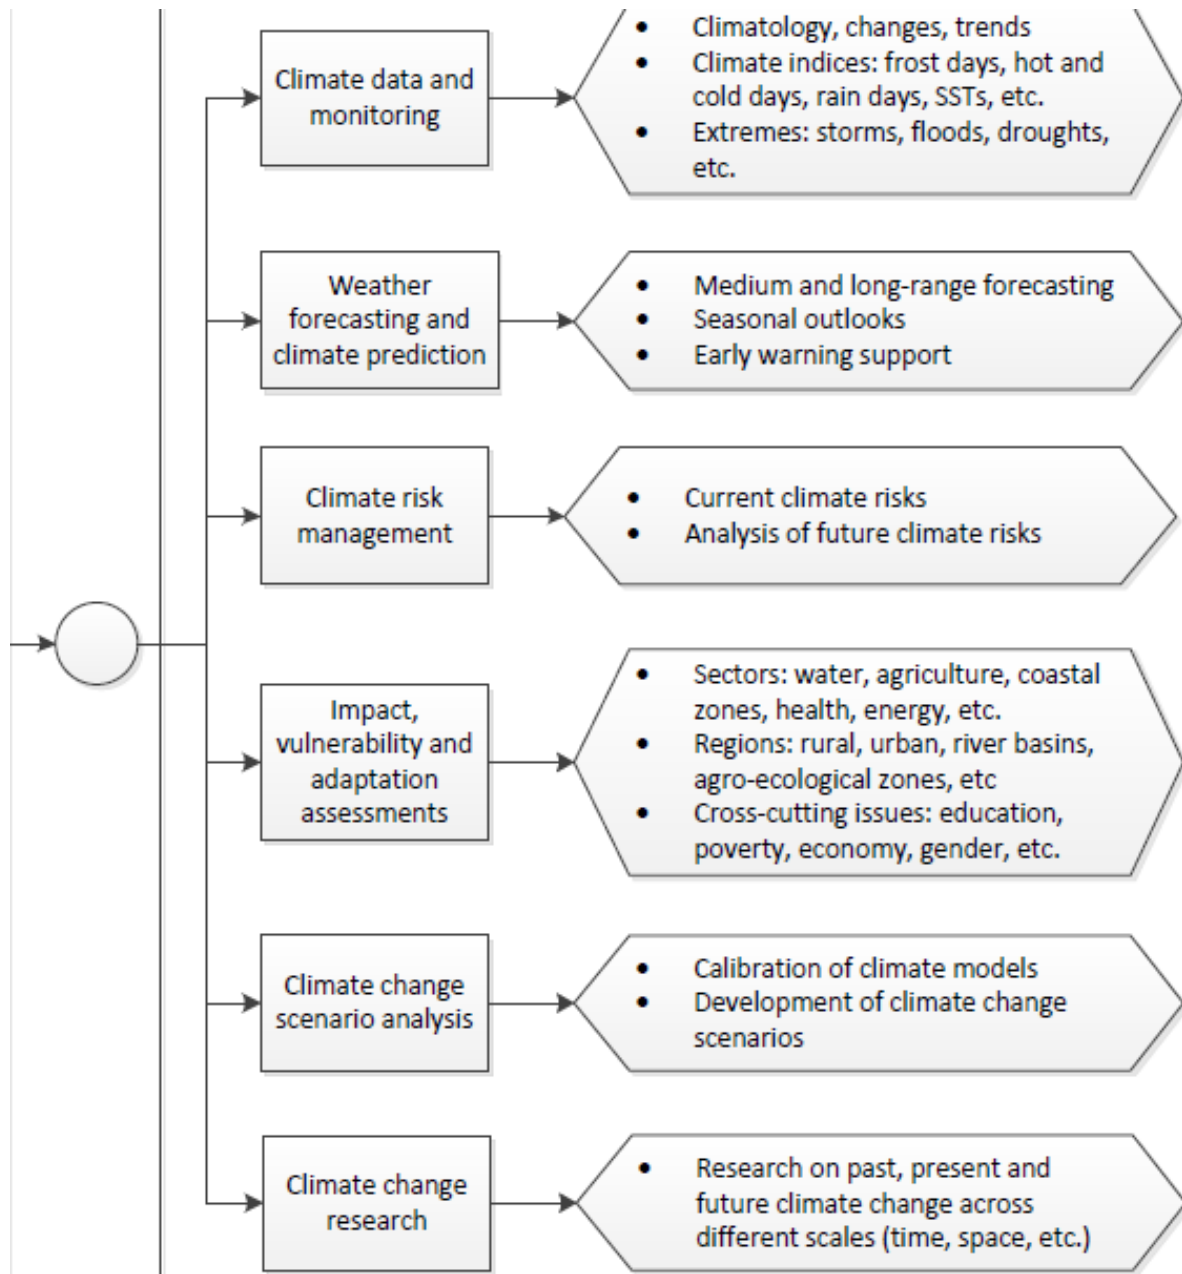 Climate data and
monitoring
• Climatology, changes, trends
• Climate indices: frost days, hot and
cold days, rain days, SSTs, etc.
• Extremes: storms, floods, droughts,
etc.
Weather
forecasting and
climate prediction
• Medium and long-range forecasting
• Seasonal outlooks
• Early warning support
Climate risk
management
• Current climate risks
• Analysis of future climate risks
Impact,
vulnerability and
adaptation
assessments
• Sectors: water, agriculture, coastal
zones, health, energy, etc.
• Regions: rural, urban, river basins,
agro-ecological zones, etc
• Cross-cutting issues: education,
poverty, economy, gender, etc.
Climate change
scenario analysis
• Calibration of climate models
• Development of climate change
scenarios
Climate change
research
• Research on past, present and
future climate change across
different scales (time, space, etc.)